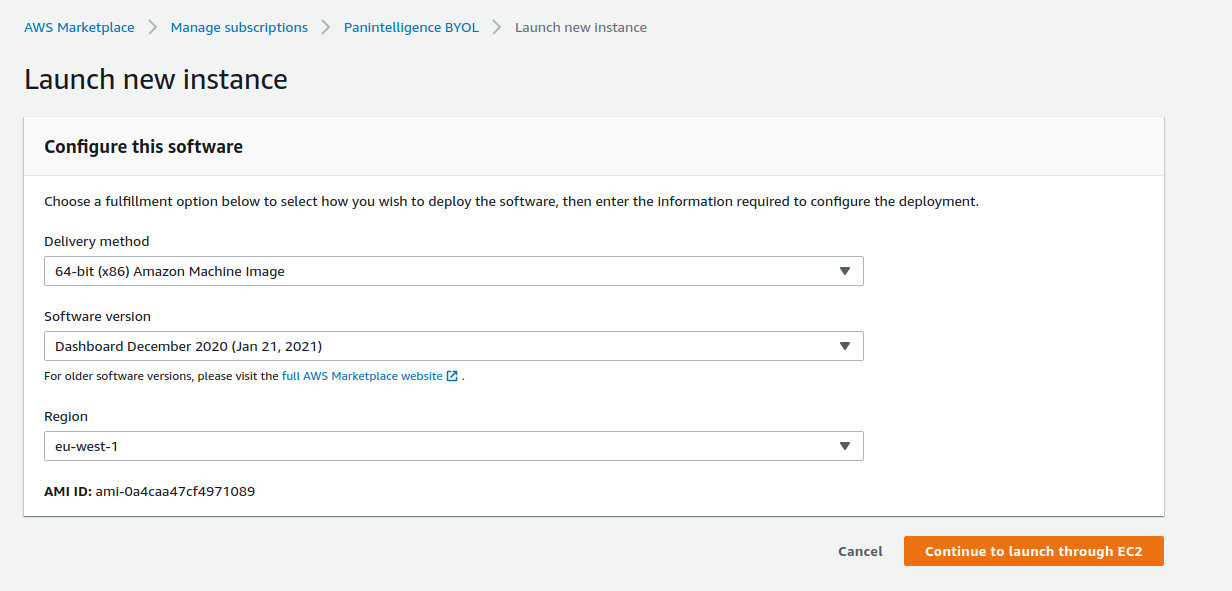 AWS Marketplace > Manage subscriptions > Panintelligence BYOL > Launch new instance
Launch new instance
Configure this software
Choose a fulfillment option below to select how you wish to deploy the software, then enter the information required to configure the deployment.
Delivery method
64-bit (x86) Amazon Machine Image
Software version
Dashboard December 2020 (Jan 21, 2021)
For older software versions, please visit the full AWS Marketplace website .
Region
eu-west-1
AMI ID: ami-0a4caa47cf4971089
Cancel Continue to launch through EC2